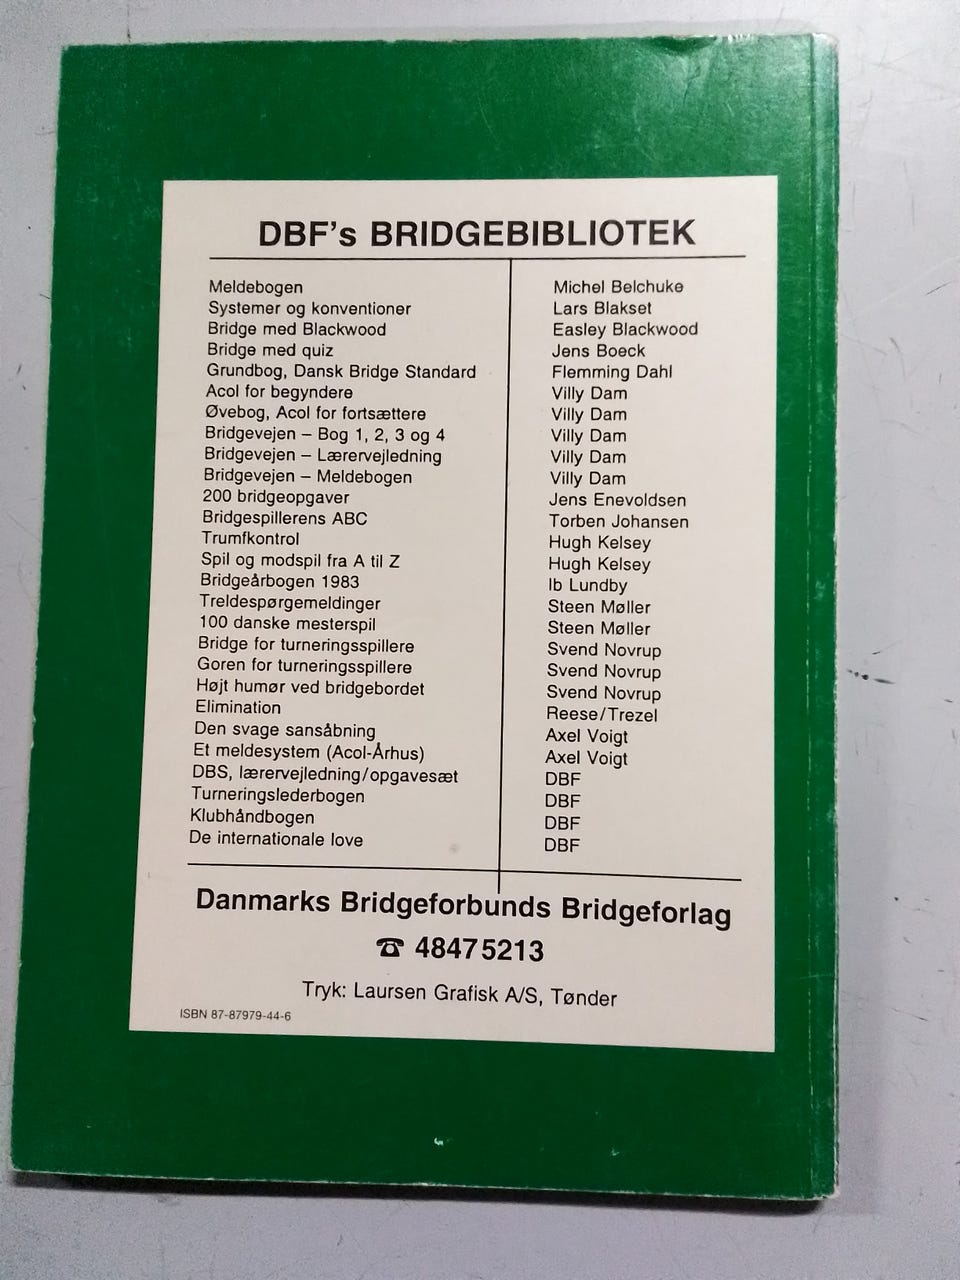 DBF's BRIDGEBIBLIOTEK
Meldebogen Michel Belchuke
Systemer og konventioner Lars Blakset
Bridge med Blackwood Easley Blackwood
Bridge med quiz Jens Boeck
Grundbog, Dansk Bridge Standard Flemming Dahl
Acol for begyndere Villy Dam
Øvebog, Acol for fortsættere Villy Dam
Bridgevejen – Bog 1, 2, 3 og 4 Villy Dam
Bridgevejen – Lærervejledning Villy Dam
Bridgevejen – Meldebogen Villy Dam
200 bridgeopgaver Jens Enevoldsen
Bridgespillerens ABC Torben Johansen
Trumfkontrol Hugh Kelsey
Spil og modspil fra A til Z Hugh Kelsey
Bridgeårbogen 1983 Ib Lundby
Treldespørgemeldinger Steen Møller
100 danske mesterspil Steen Møller
Bridge for turneringsspillere Svend Novrup
Goren for turneringsspillere Svend Novrup
Højt humør ved bridgebordet Svend Novrup
Elimination Reese/Trezel
Den svage sansåbning Axel Voigt
Et meldesystem (Acol-Århus) Axel Voigt
DBS, lærervejledning/opgavesæt DBF
Turneringslederbogen DBF
Klubhåndbogen DBF
De internationale love DBF
Danmarks Bridgeforbunds Bridgeforlag
☎ 48475213
Tryk: Laursen Grafisk A/S, Tønder
ISBN 87-87979-44-6